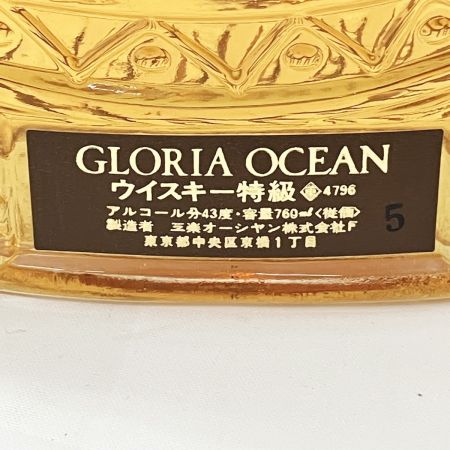 GLORIA OCEAN
ウイスキー特級 4796
アルコール分43度・容量760㎖<従価>
製造者 三楽オーシャン株式会社F
東京都中央区京橋1丁目
5